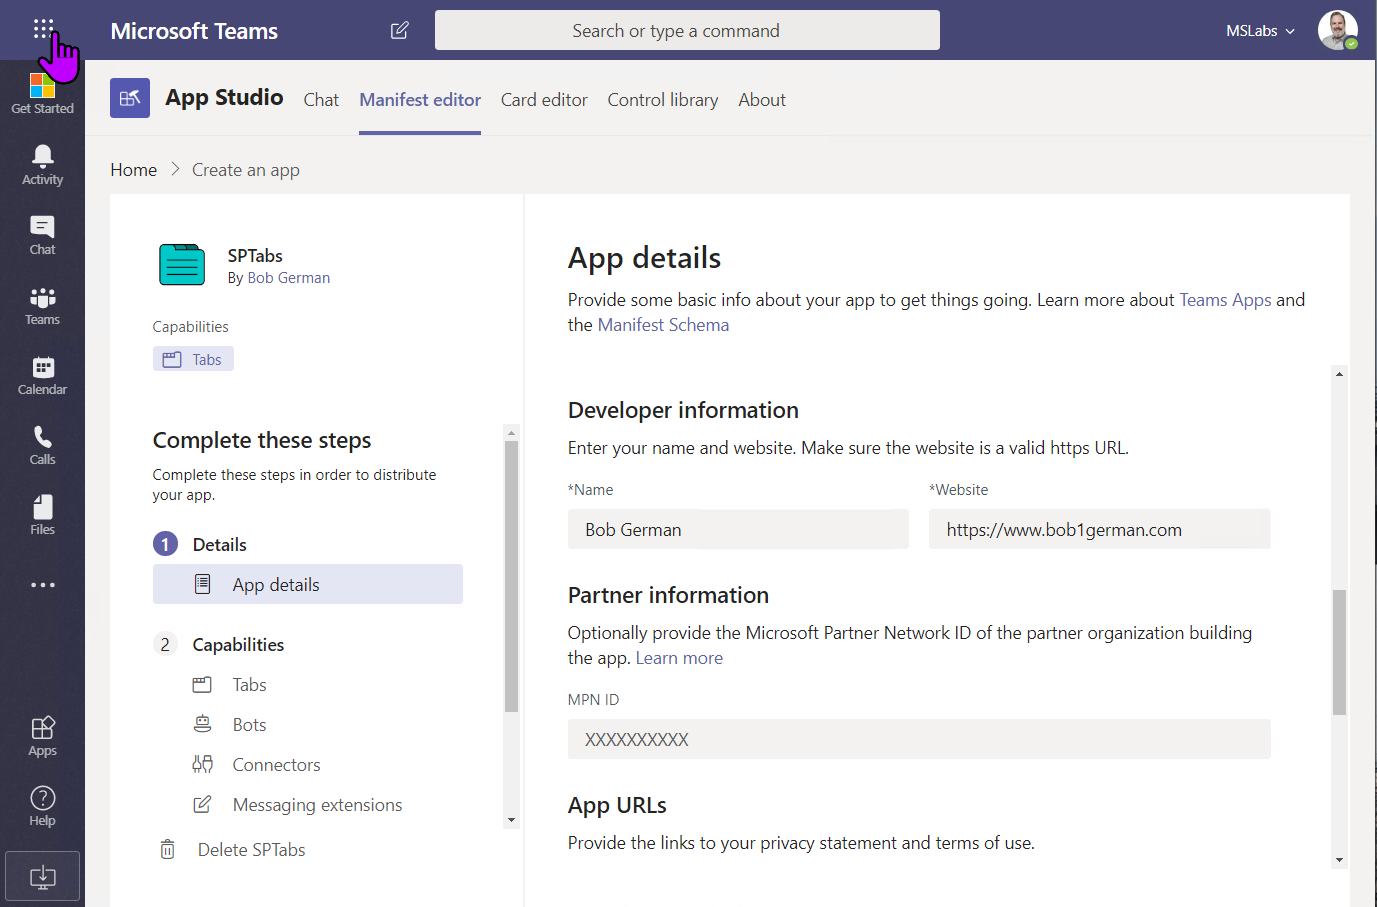 Microsoft Teams
Search or type a command
MSLabs
Get Started
Activity
Chat
Teams
Calendar
Calls
Files
Apps
Help
App Studio
Chat
Manifest editor
Card editor
Control library
About
Home
Create an app
SPTabs
By Bob German
Capabilities
Tabs
Complete these steps
Complete these steps in order to distribute
your app.
1 Details
App details
2 Capabilities
Tabs
Bots
Connectors
Messaging extensions
Delete SPTabs
App details
Provide some basic info about your app to get things going. Learn more about Teams Apps and
the Manifest Schema
Developer information
Enter your name and website. Make sure the website is a valid https URL.
*Name
*Website
Bob German
https://www.bob1german.com
Partner information
Optionally provide the Microsoft Partner Network ID of the partner organization building
the app. Learn more
MPN ID
XXXXXXXXXX
App URLs
Provide the links to your privacy statement and terms of use.